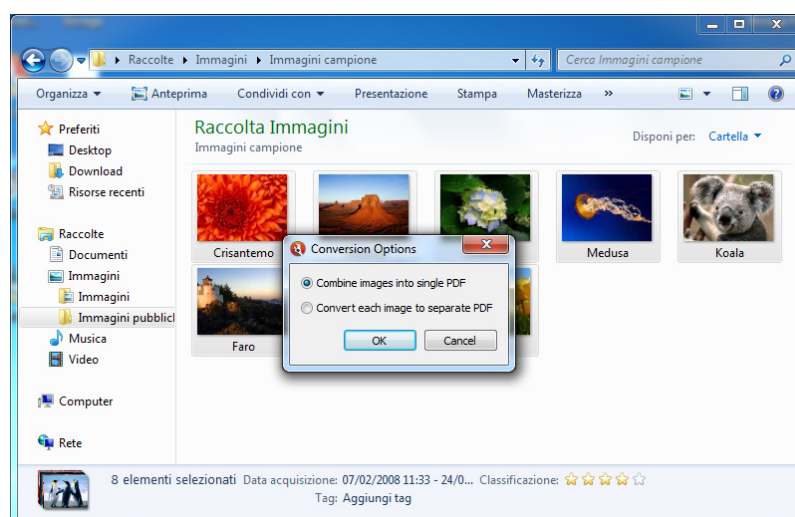 Raccolte Immagini Immagini campione Cerca Immagini campione
Organizza Anteprima Condividi con Presentazione Stampa Masterizza »
Preferiti
Desktop
Download
Risorse recenti
Raccolte
Documenti
Immagini
Immagini
Immagini pubblicl
Musica
Video
Computer
Rete
Raccolta Immagini
Immagini campione
Disponi per: Cartella
Crisantemo
Medusa
Koala
Faro
Conversion Options
Combine images into single PDF
Convert each image to separate PDF
OK Cancel
8 elementi selezionati Data acquisizione: 07/02/2008 11:33 - 24/0... Classificazione:
Tag: Aggiungi tag